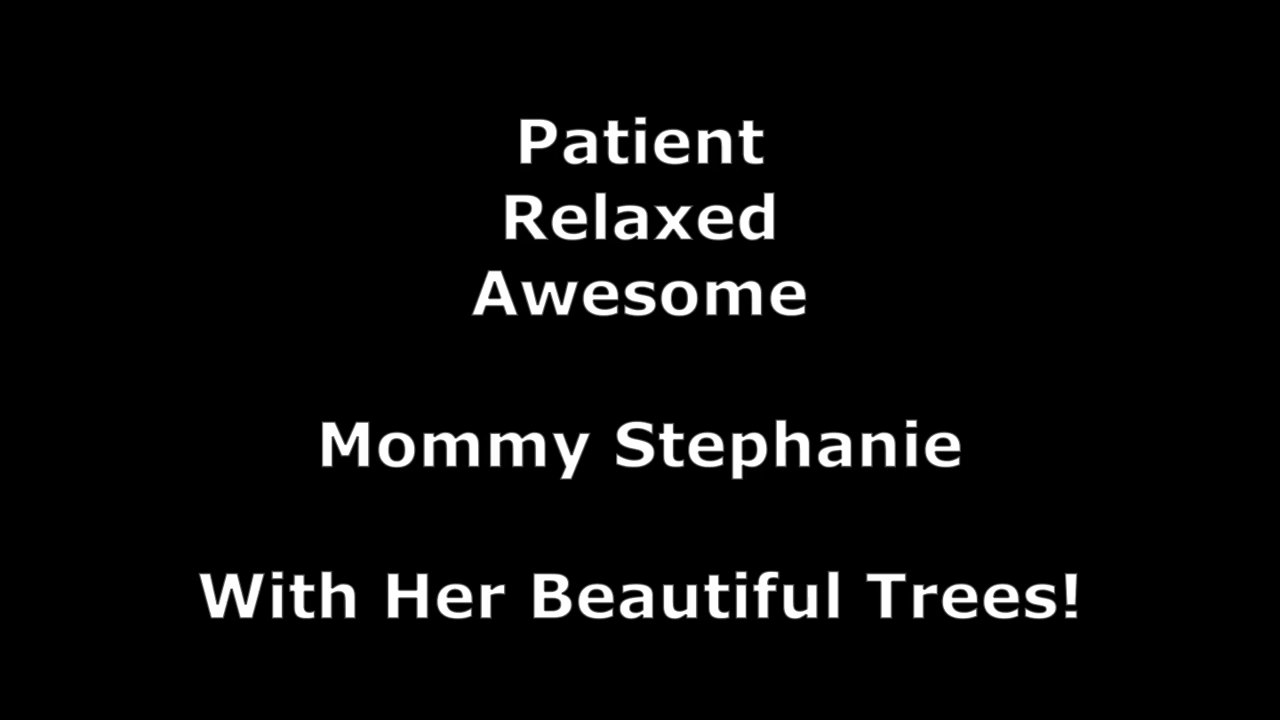 Patient
Relaxed
Awesome
Mommy Stephanie
With Her Beautiful Trees!